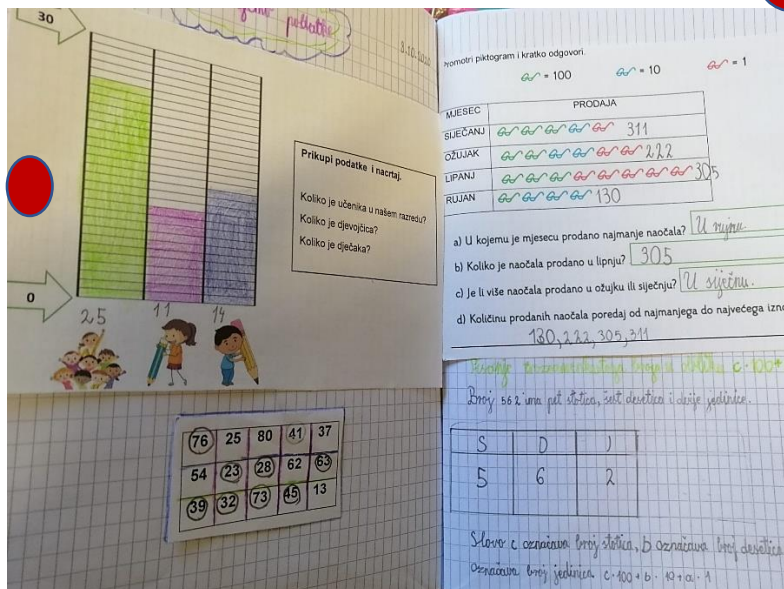 30
podatke
3.10.2020
Prikupi podatke i nacrtaj.
Koliko je učenika u našem razredu?
Koliko je djevojčica?
Koliko je dječaka?
0
25 11 14
76 25 80 41 37
54 23 28 62 63
39 32 73 45 13
Promotri piktogram i kratko odgovori.
= 100 = 10 = 1
MJESEC PRODAJA
SIJEČANJ 311
OŽUJAK 222
LIPANJ 305
RUJAN 130
a) U kojemu je mjesecu prodano najmanje naočala? U rujnu
b) Koliko je naočala prodano u lipnju? 305
c) Je li više naočala prodano u ožujku ili siječnju? U siječnu.
d) Količinu prodanih naočala poredaj od najmanjega do najvećega
130, 222, 305, 311
c·100+
Broj 562 ima pet stotica, šest desetica i dvije jedinice.
S D J
5 6 2
Slovo c označava broj stotica, b označava broj desetica
označava broj jedinica. c·100 + b·10 + a·1